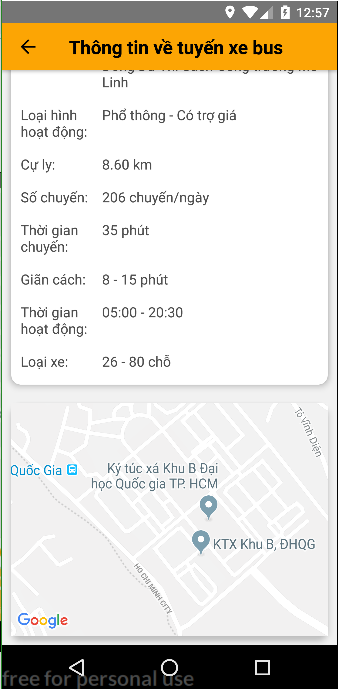 12:57
Thông tin về tuyến xe bus
Linh
Loại hình
hoạt động:
Phổ thông - Có trợ giá
Cự ly:
8.60 km
Số chuyến:
206 chuyến/ngày
Thời gian
chuyến:
35 phút
Giãn cách:
8 - 15 phút
Thời gian
hoạt động:
05:00 - 20:30
Loại xe:
26 - 80 chỗ
Tô Vĩnh Diện
Quốc Gia
Ký túc xá Khu B Đại
học Quốc gia TP. HCM
KTX Khu B, ĐHQG
HO CHI MINH CITY
Google
free for personal use